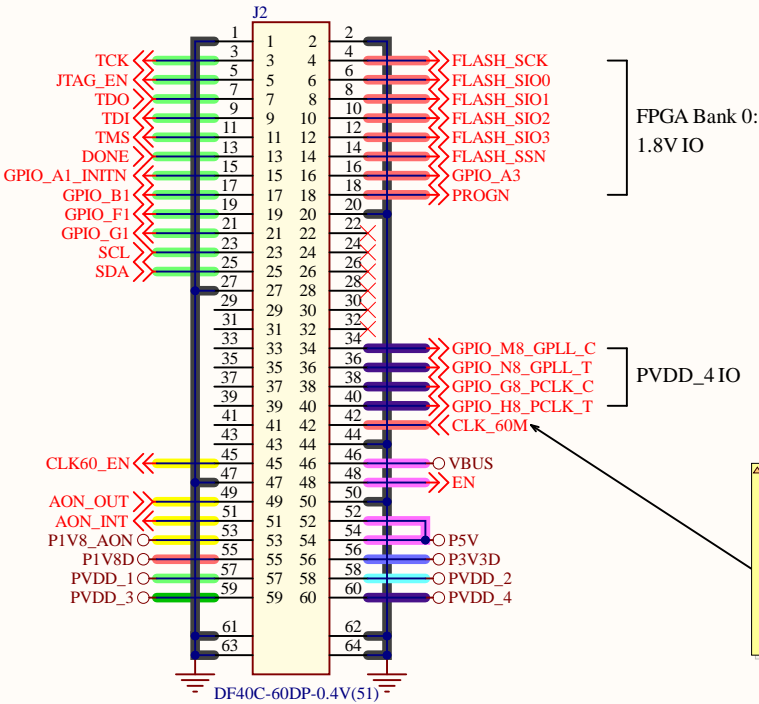 J2
1 1 2 2
TCK 3 3 4 4 FLASH_SCK
JTAG_EN 5 5 6 6 FLASH_SIO0
TDO 7 7 8 8 FLASH_SIO1
TDI 9 9 10 10 FLASH_SIO2
TMS 11 11 12 12 FLASH_SIO3
DONE 13 13 14 14 FLASH_SSN
GPIO_A1_INITN 15 15 16 16 GPIO_A3
GPIO_B1 17 17 18 18 PROGN
FPGA Bank 0:
1.8V IO
GPIO_F1 19 19 20 20
GPIO_G1 21 21 22 22
SCL 23 23 24 24
SDA 25 25 26 26
27 27 28 28
29 29 30 30
31 31 32 32
33 33 34 34 GPIO_M8_GPLL_C
35 35 36 36 GPIO_N8_GPLL_T
37 37 38 38 GPIO_G8_PCLK_C
39 39 40 40 GPIO_H8_PCLK_T
PVDD_4 IO
41 41 42 42 CLK_60M
43 43 44 44
CLK60_EN 45 45 46 46 VBUS
47 47 48 48 EN
AON_OUT 49 49 50 50
AON_INT 51 51 52 52
P1V8_AON 53 53 54 54 P5V
P1V8D 55 55 56 56 P3V3D
PVDD_1 57 57 58 58 PVDD_2
PVDD_3 59 59 60 60 PVDD_4
61 62
63 64
DF40C-60DP-0.4V(51)